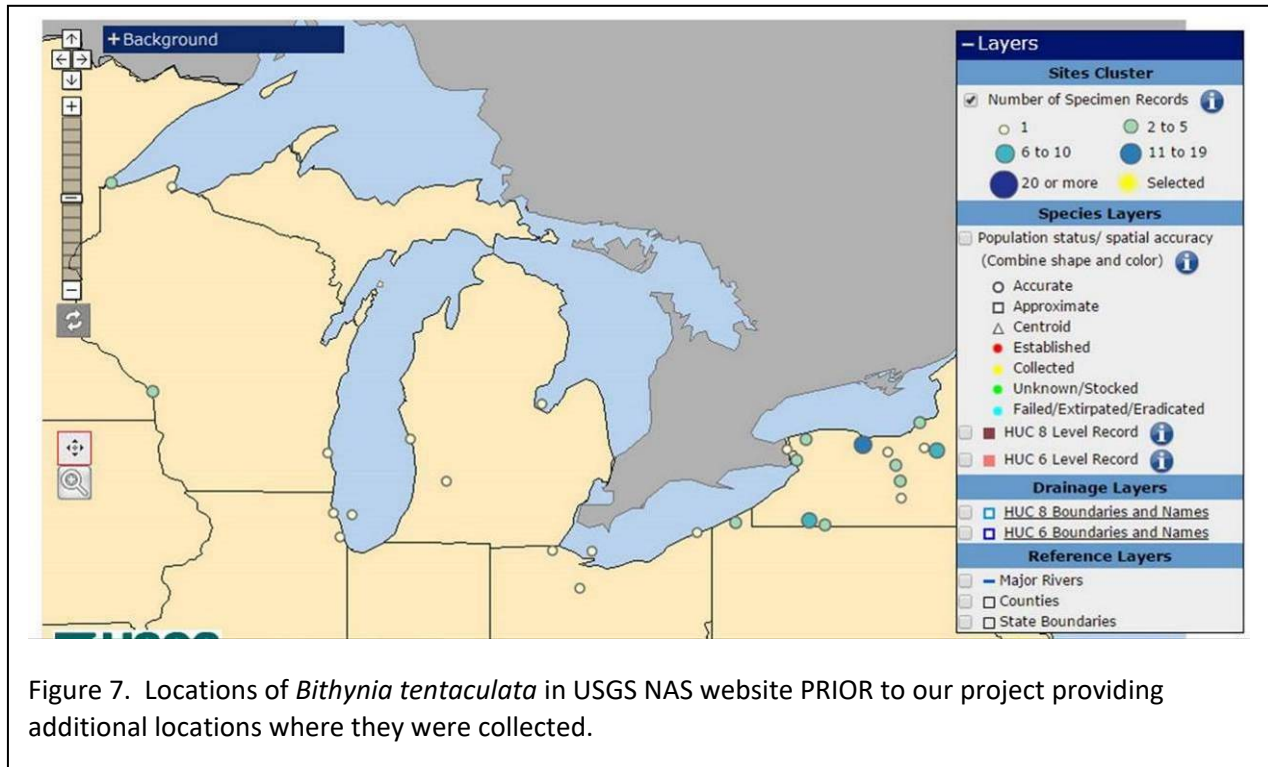 +Background
– Layers
Sites Cluster
Number of Specimen Records
1
2 to 5
6 to 10
11 to 19
20 or more
Selected
Species Layers
Population status/ spatial accuracy
(Combine shape and color)
Accurate
Approximate
Centroid
Established
Collected
Unknown/Stocked
Failed/Extirpated/Eradicated
HUC 8 Level Record
HUC 6 Level Record
Drainage Layers
HUC 8 Boundaries and Names
HUC 6 Boundaries and Names
Reference Layers
Major Rivers
Counties
State Boundaries
USGS
Figure 7. Locations of Bithynia tentaculata in USGS NAS website PRIOR to our project providing
additional locations where they were collected.